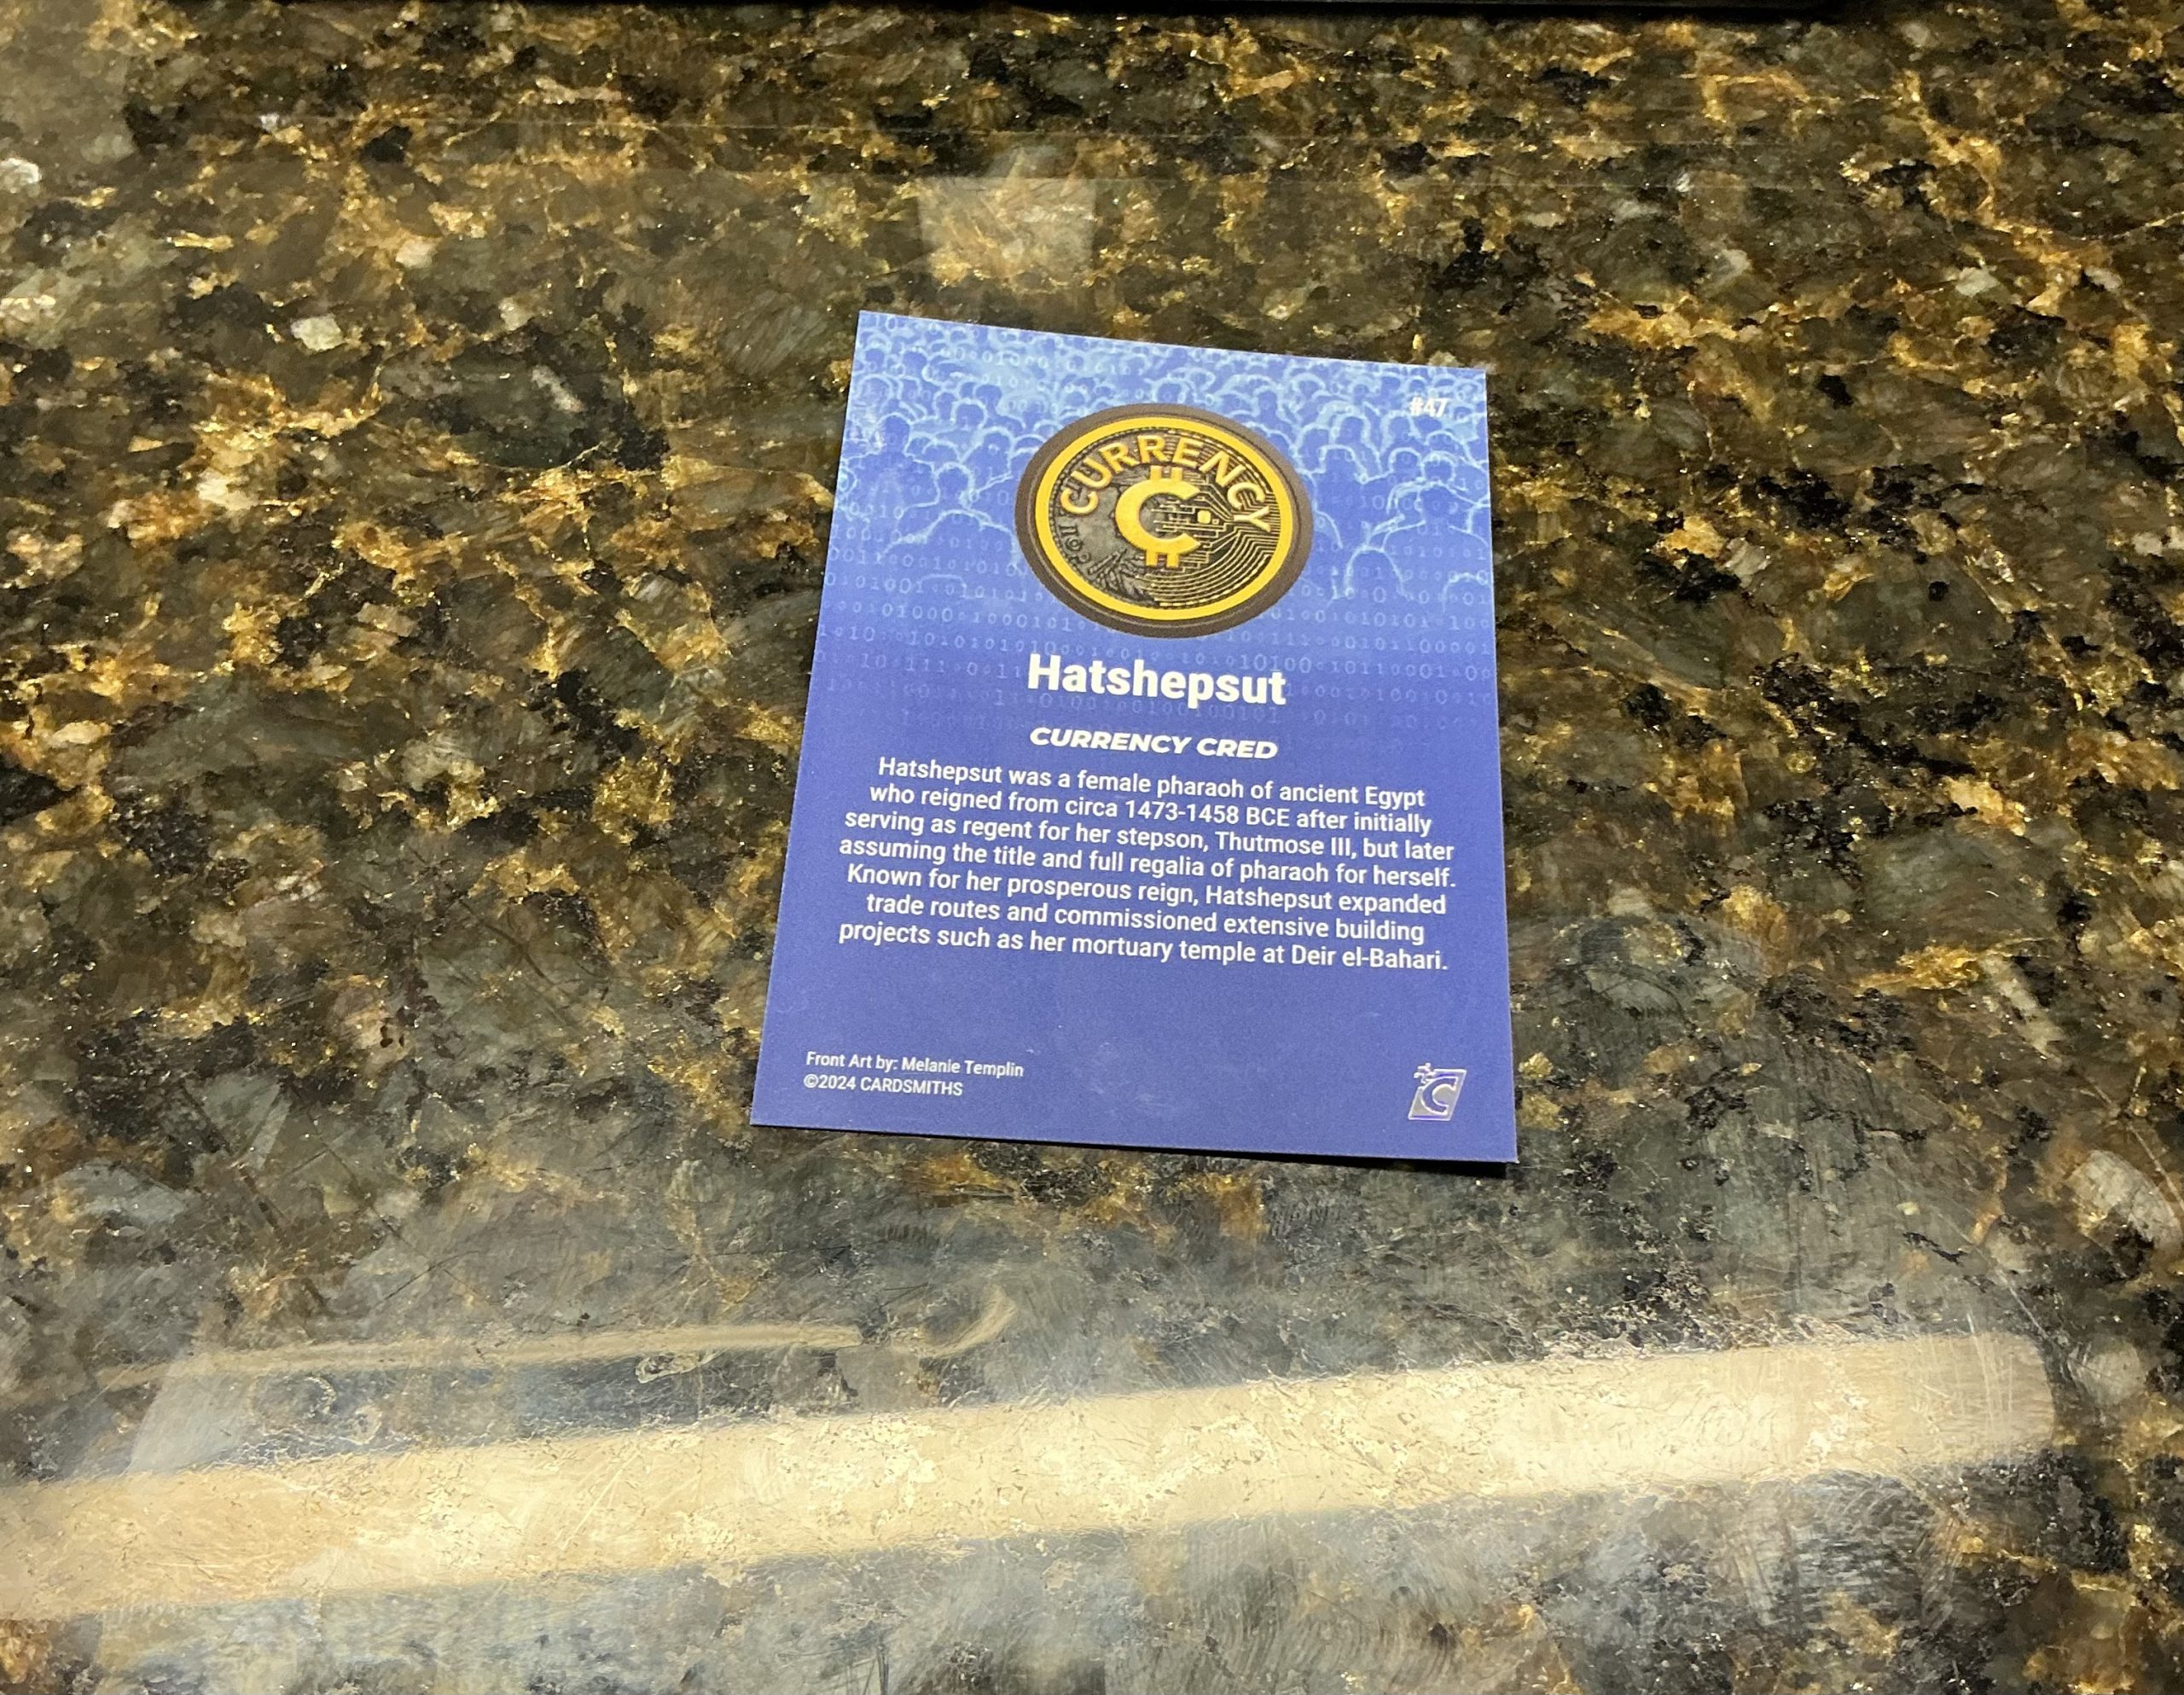 #47
CURRENCY
Hatshepsut
CURRENCY CRED
Hatshepsut was a female pharaoh of ancient Egypt
who reigned from circa 1473-1458 BCE after initially
serving as regent for her stepson, Thutmose III, but later
assuming the title and full regalia of pharaoh for herself.
Known for her prosperous reign, Hatshepsut expanded
trade routes and commissioned extensive building
projects such as her mortuary temple at Deir el-Bahari.
Front Art by: Melanie Templin
©2024 CARDSMITHS